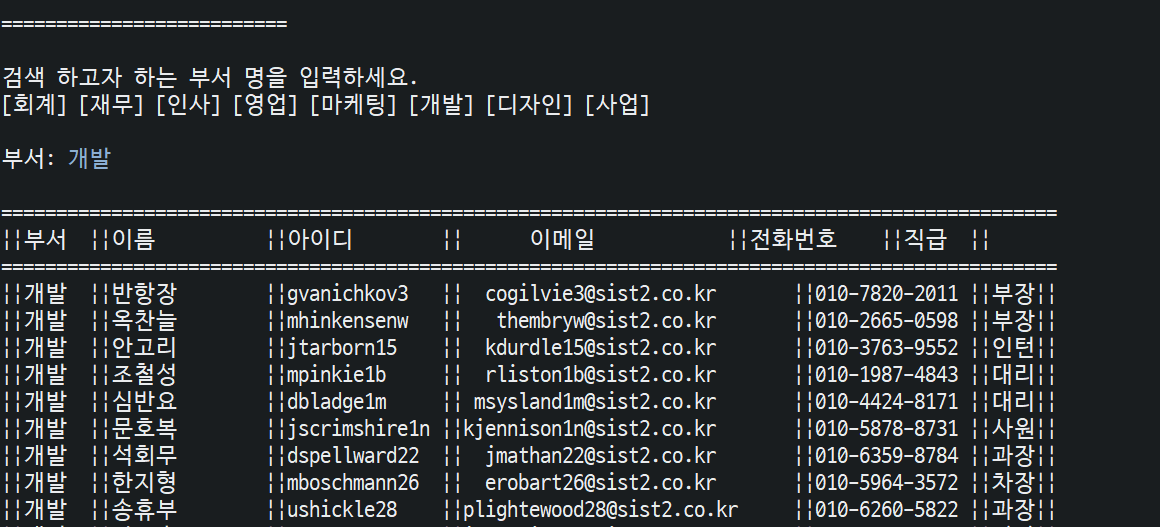 ==========================
검색 하고자 하는 부서 명을 입력하세요.
[회계] [재무] [인사] [영업] [마케팅] [개발] [디자인] [사업]
부서: 개발
================================================================================================
¦¦부서  ¦¦이름          ¦¦아이디        ¦¦      이메일            ¦¦전화번호    ¦¦직급  ¦¦
================================================================================================
¦¦개발  ¦¦반항장        ¦¦gvanichkov3   ¦¦  cogilvie3@sist2.co.kr       ¦¦010-7820-2011 ¦¦부장¦¦
¦¦개발  ¦¦옥찬늘        ¦¦mhinkensenw   ¦¦   thembryw@sist2.co.kr       ¦¦010-2665-0598 ¦¦부장¦¦
¦¦개발  ¦¦안고리        ¦¦jtarborn15    ¦¦  kdurdle15@sist2.co.kr       ¦¦010-3763-9552 ¦¦인턴¦¦
¦¦개발  ¦¦조철성        ¦¦mpinkie1b     ¦¦  rliston1b@sist2.co.kr       ¦¦010-1987-4843 ¦¦대리¦¦
¦¦개발  ¦¦심반요        ¦¦dbladge1m     ¦¦ msysland1m@sist2.co.kr       ¦¦010-4424-8171 ¦¦대리¦¦
¦¦개발  ¦¦문호복        ¦¦jscrimshire1n ¦¦kjennison1n@sist2.co.kr       ¦¦010-5878-8731 ¦¦사원¦¦
¦¦개발  ¦¦석회무        ¦¦dspellward22  ¦¦  jmathan22@sist2.co.kr       ¦¦010-6359-8784 ¦¦과장¦¦
¦¦개발  ¦¦한지형        ¦¦mboschmann26  ¦¦  erobart26@sist2.co.kr       ¦¦010-5964-3572 ¦¦차장¦¦
¦¦개발  ¦¦송휴부        ¦¦ushickle28    ¦¦plightewood28@sist2.co.kr     ¦¦010-6260-5822 ¦¦과장¦¦